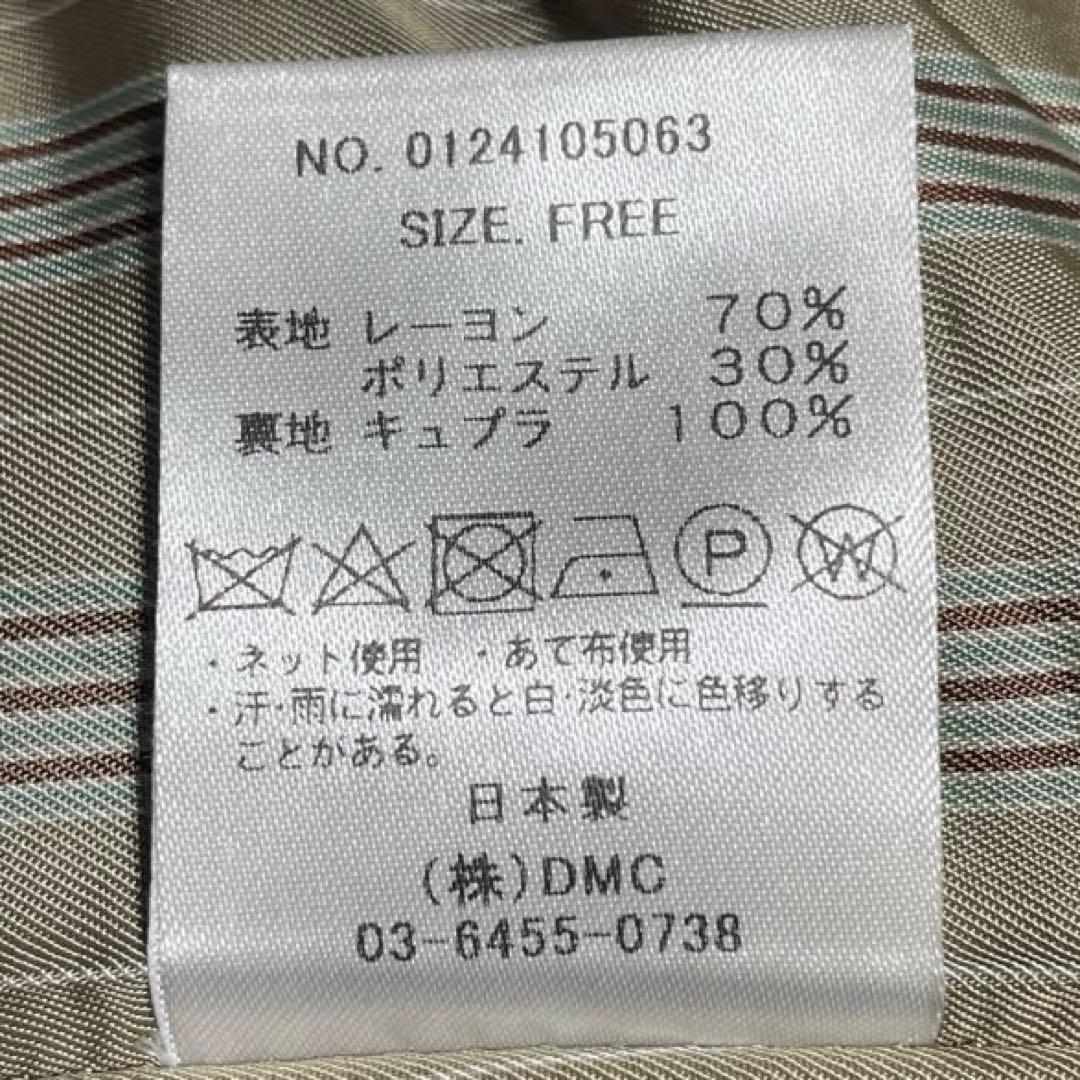 NO. 0124105063
SIZE. FREE
表地 レーヨン 70%
ポリエステル 30%
裏地 キュプラ 100%
P W
・ネット使用 ・あて布使用
・汗・雨に濡れると白・淡色に色移りする
ことがある。
日本製
(株)DMC
03-6455-0738